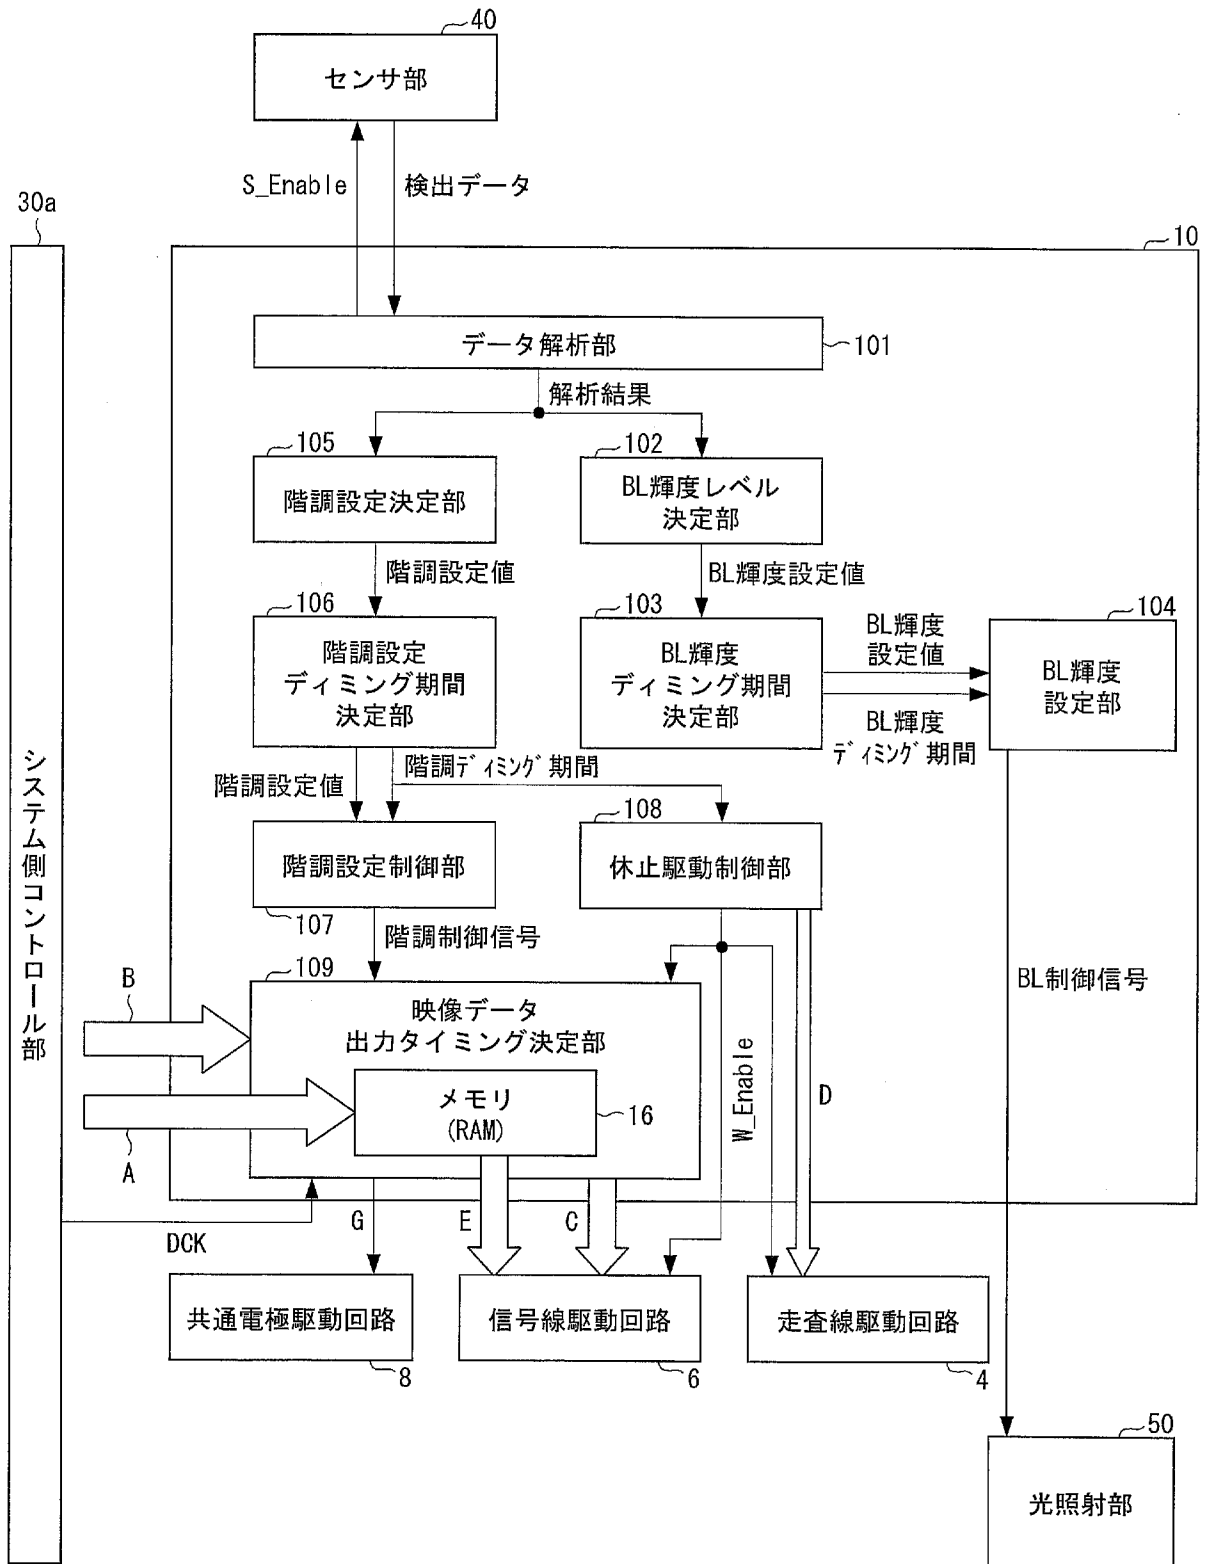 40
センサ部
S_Enable
検出データ
30a
システム側コントロール部
10
データ解析部
101
解析結果
105
階調設定決定部
102
BL輝度レベル
決定部
階調設定値
BL輝度設定値
106
階調設定
ディミング期間
決定部
103
BL輝度
ディミング期間
決定部
BL輝度
設定値
BL輝度
ディミング期間
104
BL輝度
設定部
階調設定値
階調ディミング期間
階調設定制御部
107
108
休止駆動制御部
階調制御信号
109
映像データ
出力タイミング決定部
メモリ
(RAM)
16
B
A
W_Enable
D
BL制御信号
DCK
G
E
C
共通電極駆動回路
8
信号線駆動回路
6
走査線駆動回路
4
50
光照射部